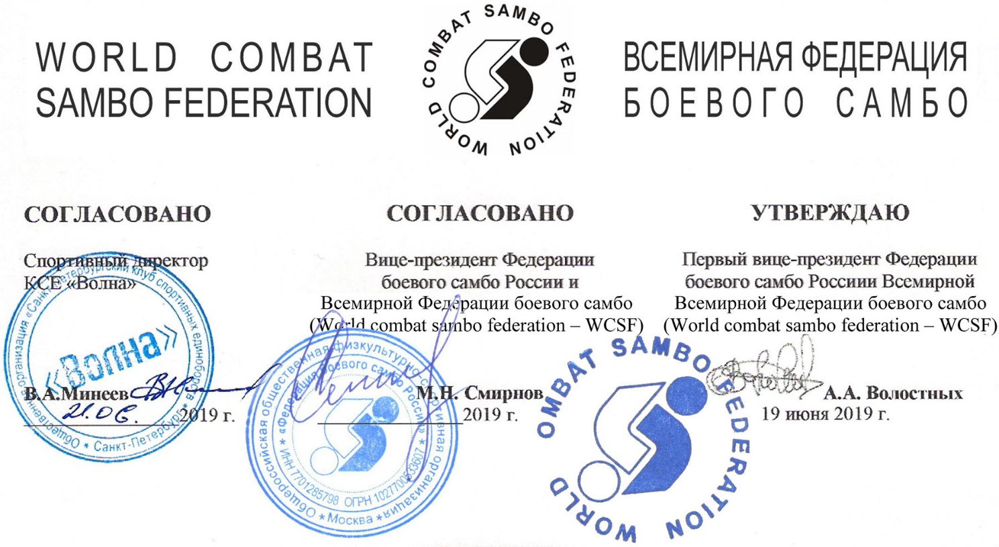 WORLD COMBAT
SAMBO FEDERATION
WORLD COMBAT SAMBO FEDERATION
ВСЕМИРНАЯ ФЕДЕРАЦИЯ
БОЕВОГО САМБО
СОГЛАСОВАНО
Спортивный директор
КСЕ «Волна»
В.А.Минеев
21.06. 2019 г.
Общественная организация «Санкт-Петербургский клуб спортивных единоборств * Санкт-Петербург *
«Волна»
СОГЛАСОВАНО
Вице-президент Федерации
боевого самбо России и
Всемирной Федерации боевого самбо
(World combat sambo federation – WCSF)
М.Н. Смирнов
2019 г.
Общероссийская общественная физкультурно-спортивная организация * Москва *
«Федерация боевого самбо России» * ИНН 7701285798 ОГРН 1027700533607 *
УТВЕРЖДАЮ
Первый вице-президент Федерации
боевого самбо Россиии Всемирной
Всемирной Федерации боевого самбо
(World combat sambo federation – WCSF)
А.А. Волостных
19 июня 2019 г.
WORLD OMBAT SAMBO FEDERATION